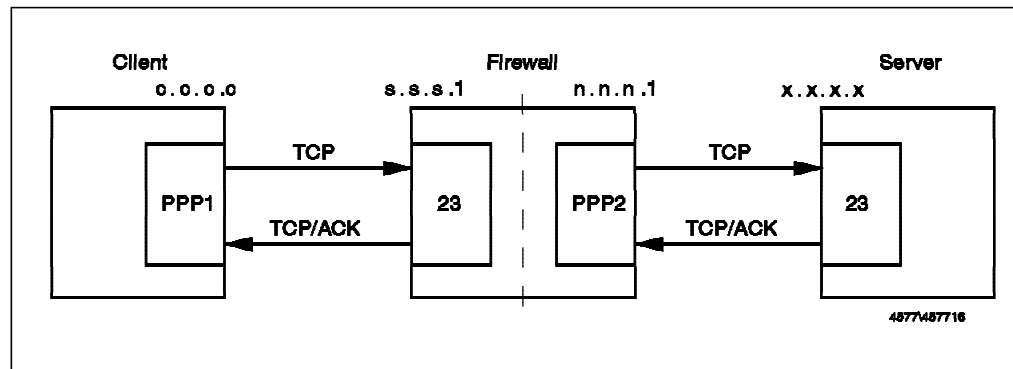 Client Firewall Server
c.c.c.c s.s.s.1 n.n.n.1 x.x.x.x
TCP TCP
PPP1 23 PPP2 23
TCP/ACK TCP/ACK
4577\457716